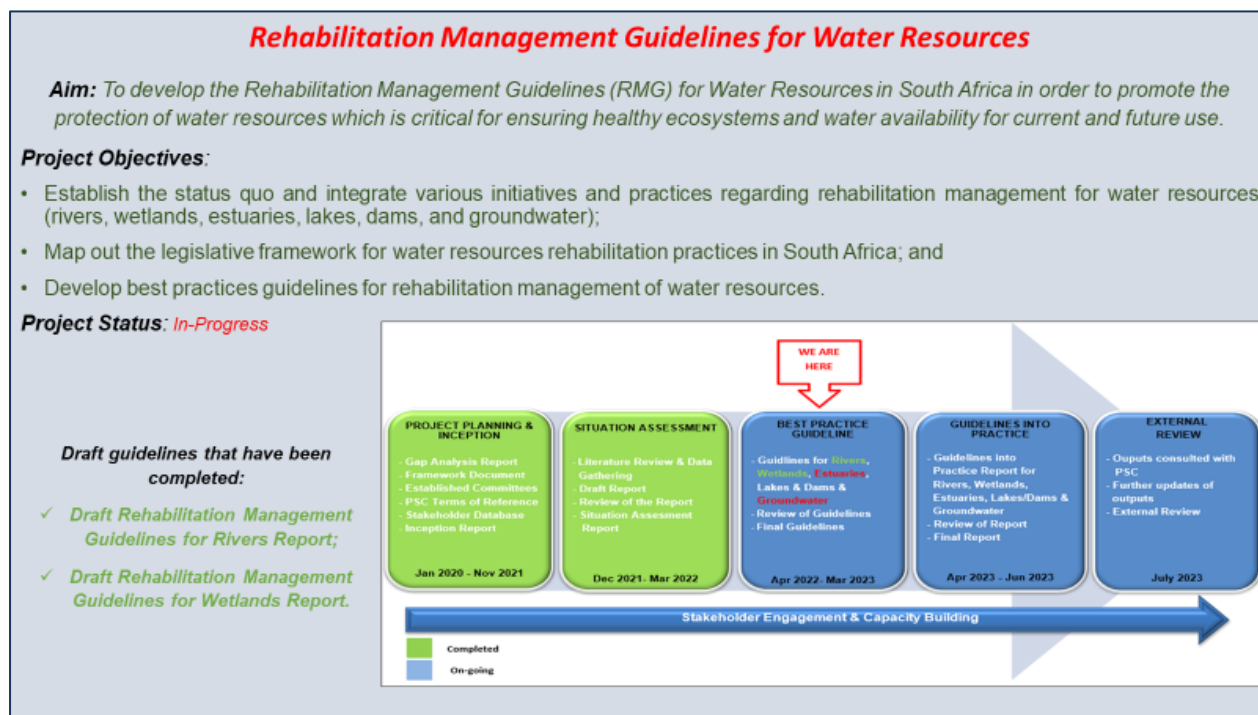 Rehabilitation Management Guidelines for Water Resources
Aim: To develop the Rehabilitation Management Guidelines (RMG) for Water Resources in South Africa in order to promote the
protection of water resources which is critical for ensuring healthy ecosystems and water availability for current and future use.
Project Objectives:
• Establish the status quo and integrate various initiatives and practices regarding rehabilitation management for water resources
(rivers, wetlands, estuaries, lakes, dams, and groundwater);
• Map out the legislative framework for water resources rehabilitation practices in South Africa; and
• Develop best practices guidelines for rehabilitation management of water resources.
Project Status: In-Progress
Draft guidelines that have been
completed:
✓ Draft Rehabilitation Management
Guidelines for Rivers Report;
✓ Draft Rehabilitation Management
Guidelines for Wetlands Report.
WE ARE
HERE
PROJECT PLANNING &
INCEPTION
- Gap Analysis Report
- Framework Document
- Established Committees
- PSC Terms of Reference
- Stakeholder Database
- Inception Report
Jan 2020 - Nov 2021
SITUATION ASSESSMENT
- Literature Review & Data
Gathering
- Draft Report
- Review of the Report
- Situation Assesment
Report
Dec 2021- Mar 2022
BEST PRACTICE
GUIDELINE
- Guidlines for Rivers,
Wetlands, Estuaries,
Lakes & Dams &
Groundwater
- Review of Guidelines
- Final Guidelines
Apr 2022- Mar 2023
GUIDELINES INTO
PRACTICE
- Guidelines into
Practice Report for
Rivers, Wetlands,
Estuaries, Lakes/Dams &
Groundwater
- Review of Report
- Final Report
Apr 2023 - Jun 2023
EXTERNAL
REVIEW
- Ouputs consulted with
PSC
- Further updates of
outputs
- External Review
July 2023
Stakeholder Engagement & Capacity Building
Completed
On-going